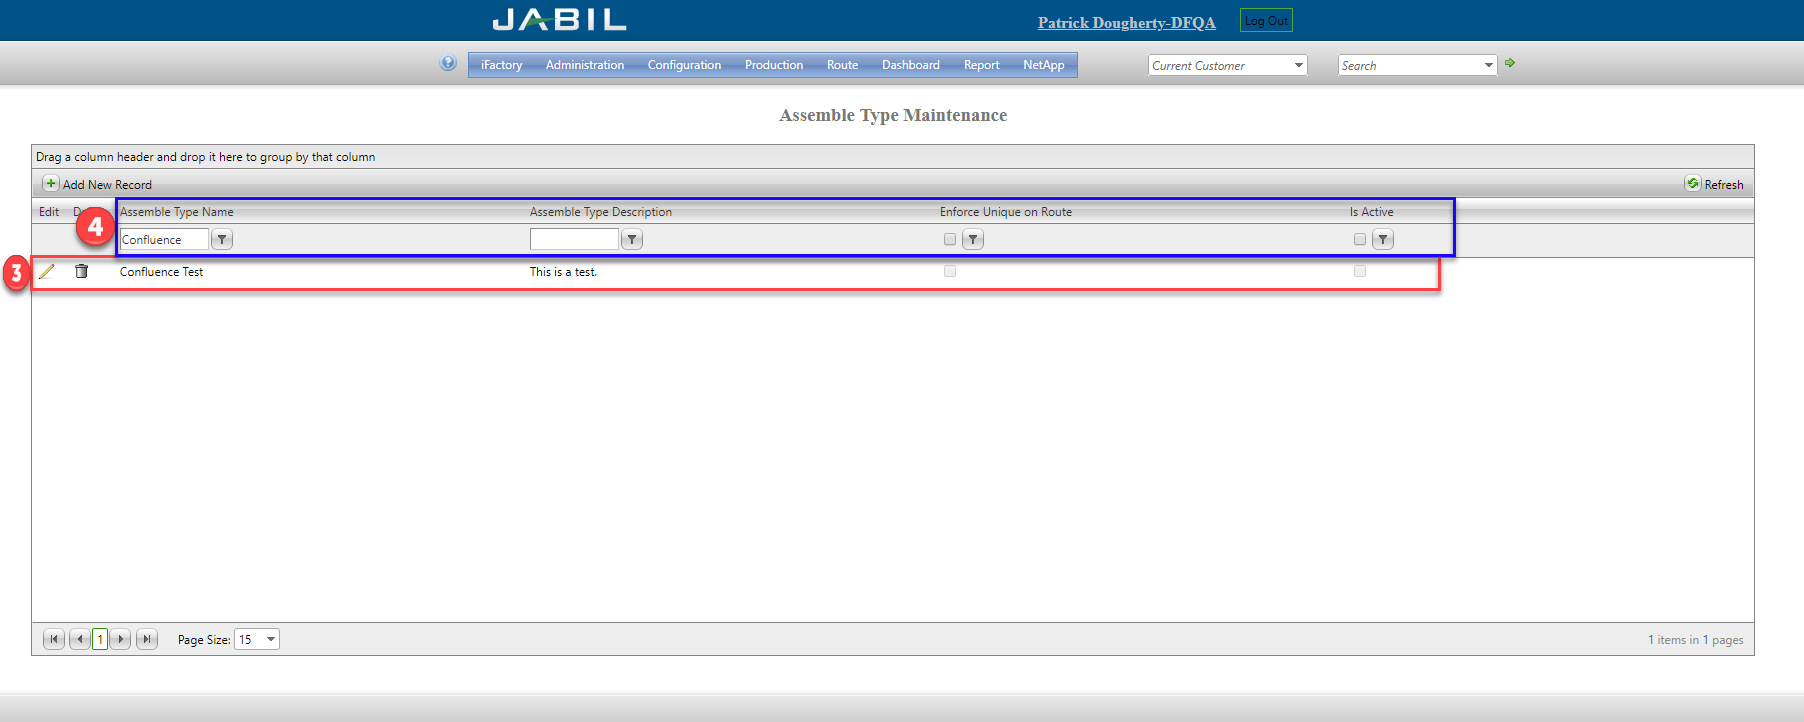 JABIL
Patrick Dougherty-DFQA Log Out
iFactory Administration Configuration Production Route Dashboard Report NetApp Current Customer Search
Assemble Type Maintenance
Drag a column header and drop it here to group by that column
Add New Record Refresh
Edit Assemble Type Name Assemble Type Description Enforce Unique on Route Is Active
4
Confluence
3 Confluence Test This is a test.
1 Page Size: 15 1 items in 1 pages